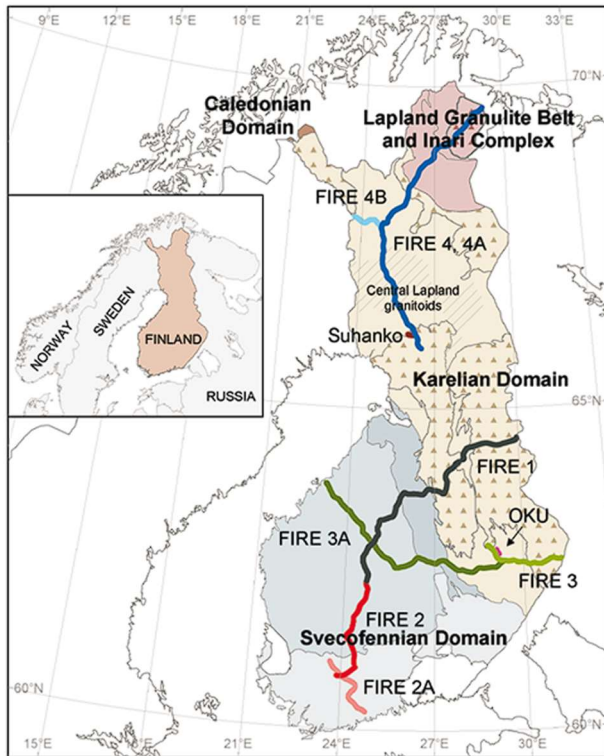 9°E
12°E
15°E
18°E
21°E
24°E
27°E
30°E
33°E
36°E
70°N
Caledonian
Domain
Lapland Granulite Belt
and Inari Complex
FIRE 4B
FIRE 4, 4A
Central Lapland
granitoids
Suhanko
Karelian Domain
NORWAY
SWEDEN
FINLAND
RUSSIA
65°N
FIRE 1
OKU
FIRE 3A
FIRE 3
FIRE 2
Svecofennian Domain
FIRE 2A
60°N
60°N
15°E
18°E
21°E
24°E
27°E
30°E